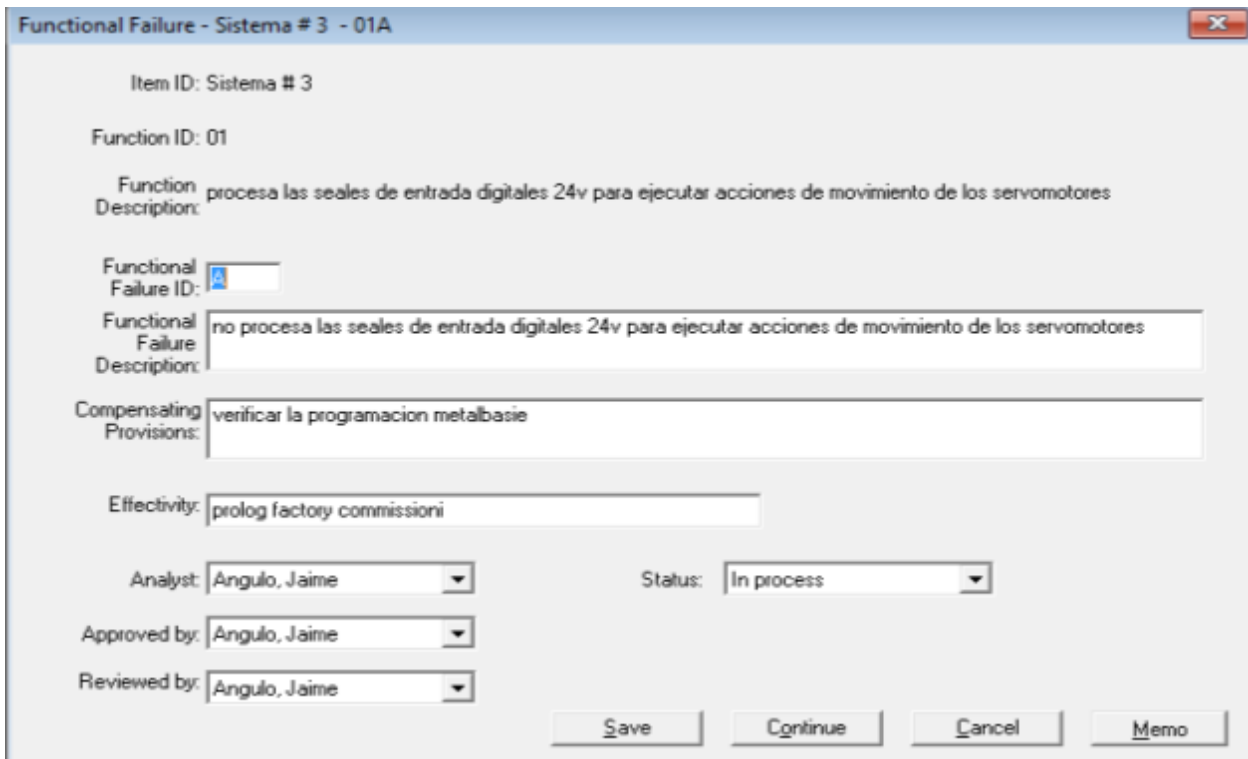 Functional Failure - Sistema # 3 - 01A
Item ID: Sistema # 3
Function ID: 01
Function
Description: procesa las seales de entrada digitales 24v para ejecutar acciones de movimiento de los servomotores
Functional
Failure ID: A
Functional
Failure
Description: no procesa las seales de entrada digitales 24v para ejecutar acciones de movimiento de los servomotores
Compensating
Provisions: verificar la programacion metalbasie
Effectivity: prolog factory commissioni
Analyst: Angulo, Jaime Status: In process
Approved by: Angulo, Jaime
Reviewed by: Angulo, Jaime
Save Continue Cancel Memo